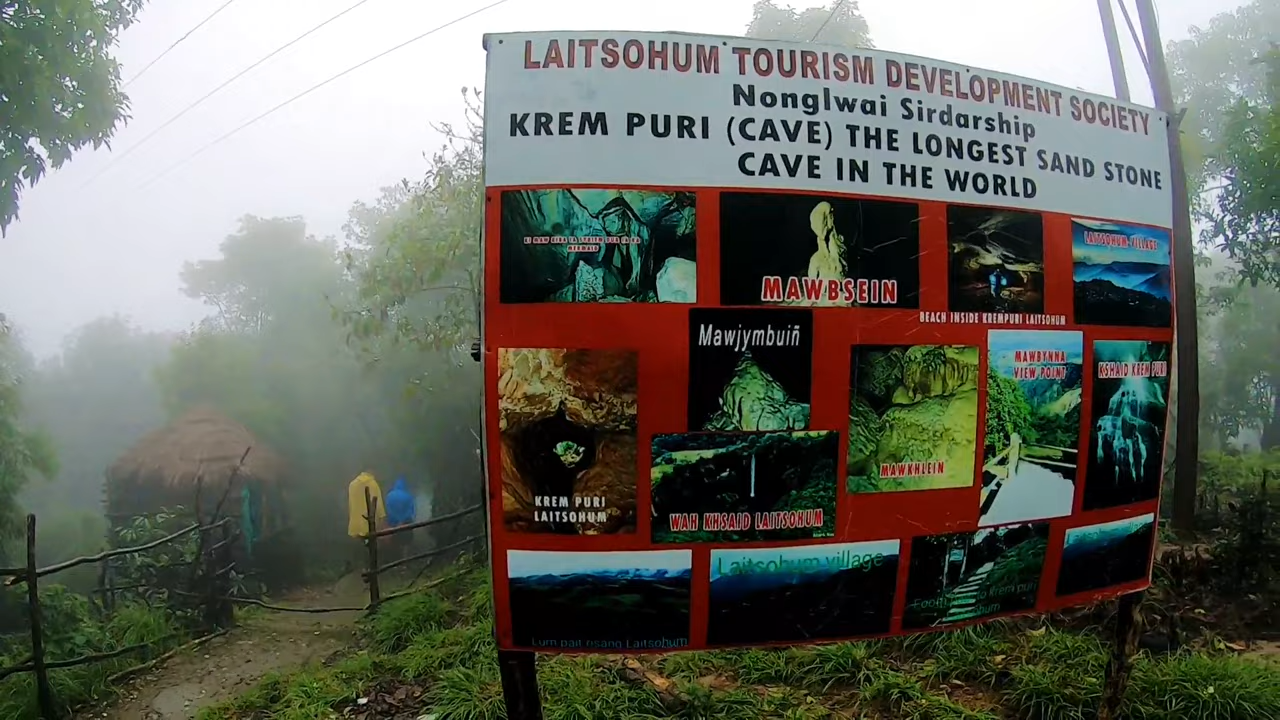 LAITSOHUM TOURISM DEVELOPMENT SOCIETY
Nonglwai Sirdarship
KREM PURI (CAVE) THE LONGEST SAND STONE
CAVE IN THE WORLD
MERMAID
MAWBSEIN
BEACH INSIDE KREMPURI LAITSOHUM
LAITSOHUM VILLAGE
KREM PURI
LAITSOHUM
Mawjymbuiñ
WAH KHSAID LAITSOHUM
MAWKHLEIN
MAWBYNNA
VIEW POINT
KSHAID KREM PURI
Lum pait nsang Laitsohum
Laitsohum village